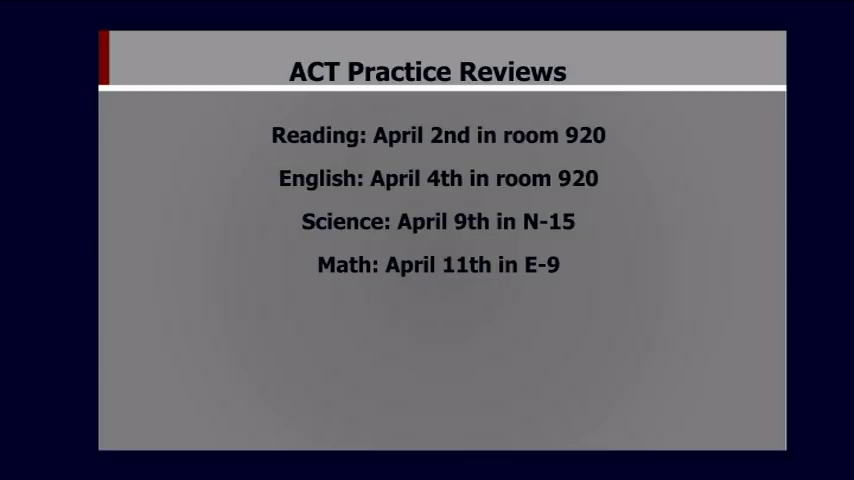 ACT Practice Reviews
Reading: April 2nd in room 920
English: April 4th in room 920
Science: April 9th in N-15
Math: April 11th in E-9